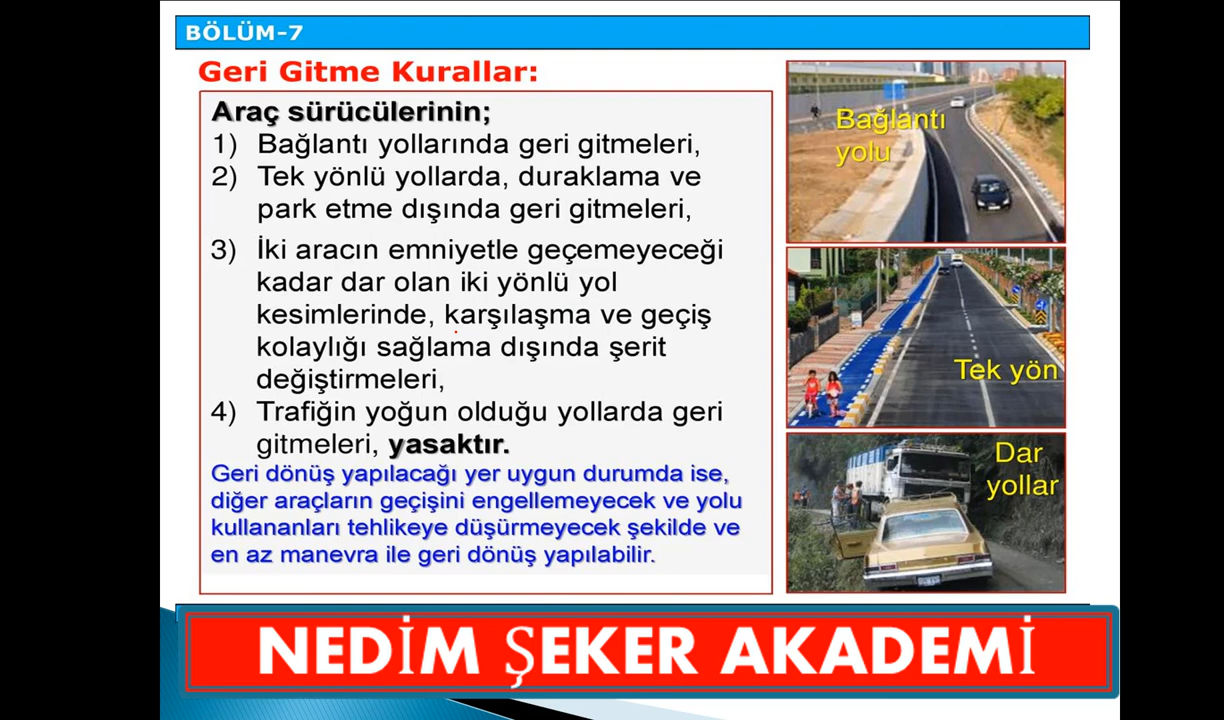 BÖLÜM-7
Geri Gitme Kurallar:
Araç sürücülerinin;
1) Bağlantı yollarında geri gitmeleri,
2) Tek yönlü yollarda, duraklama ve
park etme dışında geri gitmeleri,
3) İki aracın emniyetle geçemeyeceği
kadar dar olan iki yönlü yol
kesimlerinde, karşılaşma ve geçiş
kolaylığı sağlama dışında şerit
değiştirmeleri,
4) Trafiğin yoğun olduğu yollarda geri
gitmeleri, yasaktır.
Geri dönüş yapılacağı yer uygun durumda ise,
diğer araçların geçişini engellemeyecek ve yolu
kullananları tehlikeye düşürmeyecek şekilde ve
en az manevra ile geri dönüş yapılabilir.
Bağlantı
yolu
Tek yön
Dar
yollar
NEDİM ŞEKER AKADEMİ